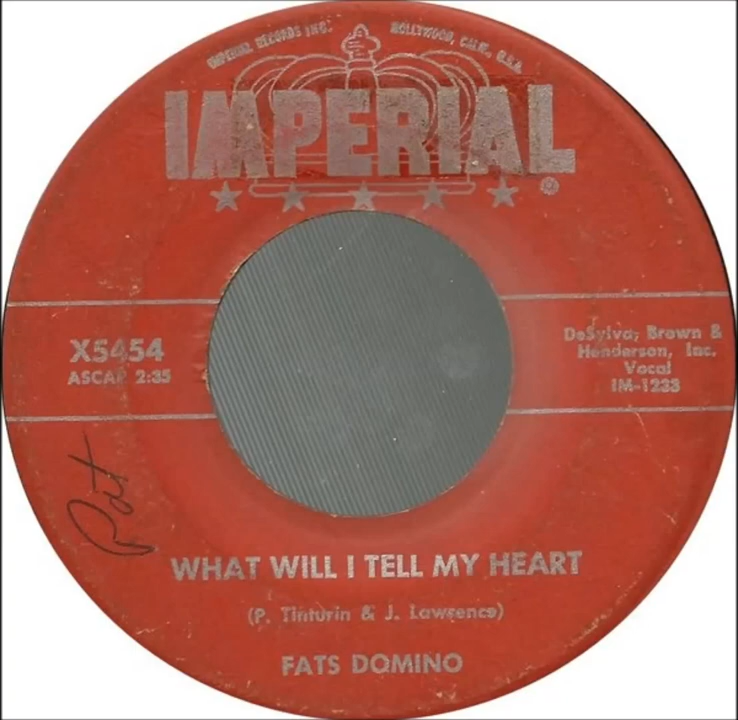 IMPERIAL RECORDS INC. HOLLYWOOD, CALIF., U.S.A.
IMPERIAL
X5454
ASCAP 2:35
DeSylva, Brown &
Henderson, Inc.
Vocal
IM-1233
Pat
WHAT WILL I TELL MY HEART
(P. Tinturin & J. Lawrence)
FATS DOMINO